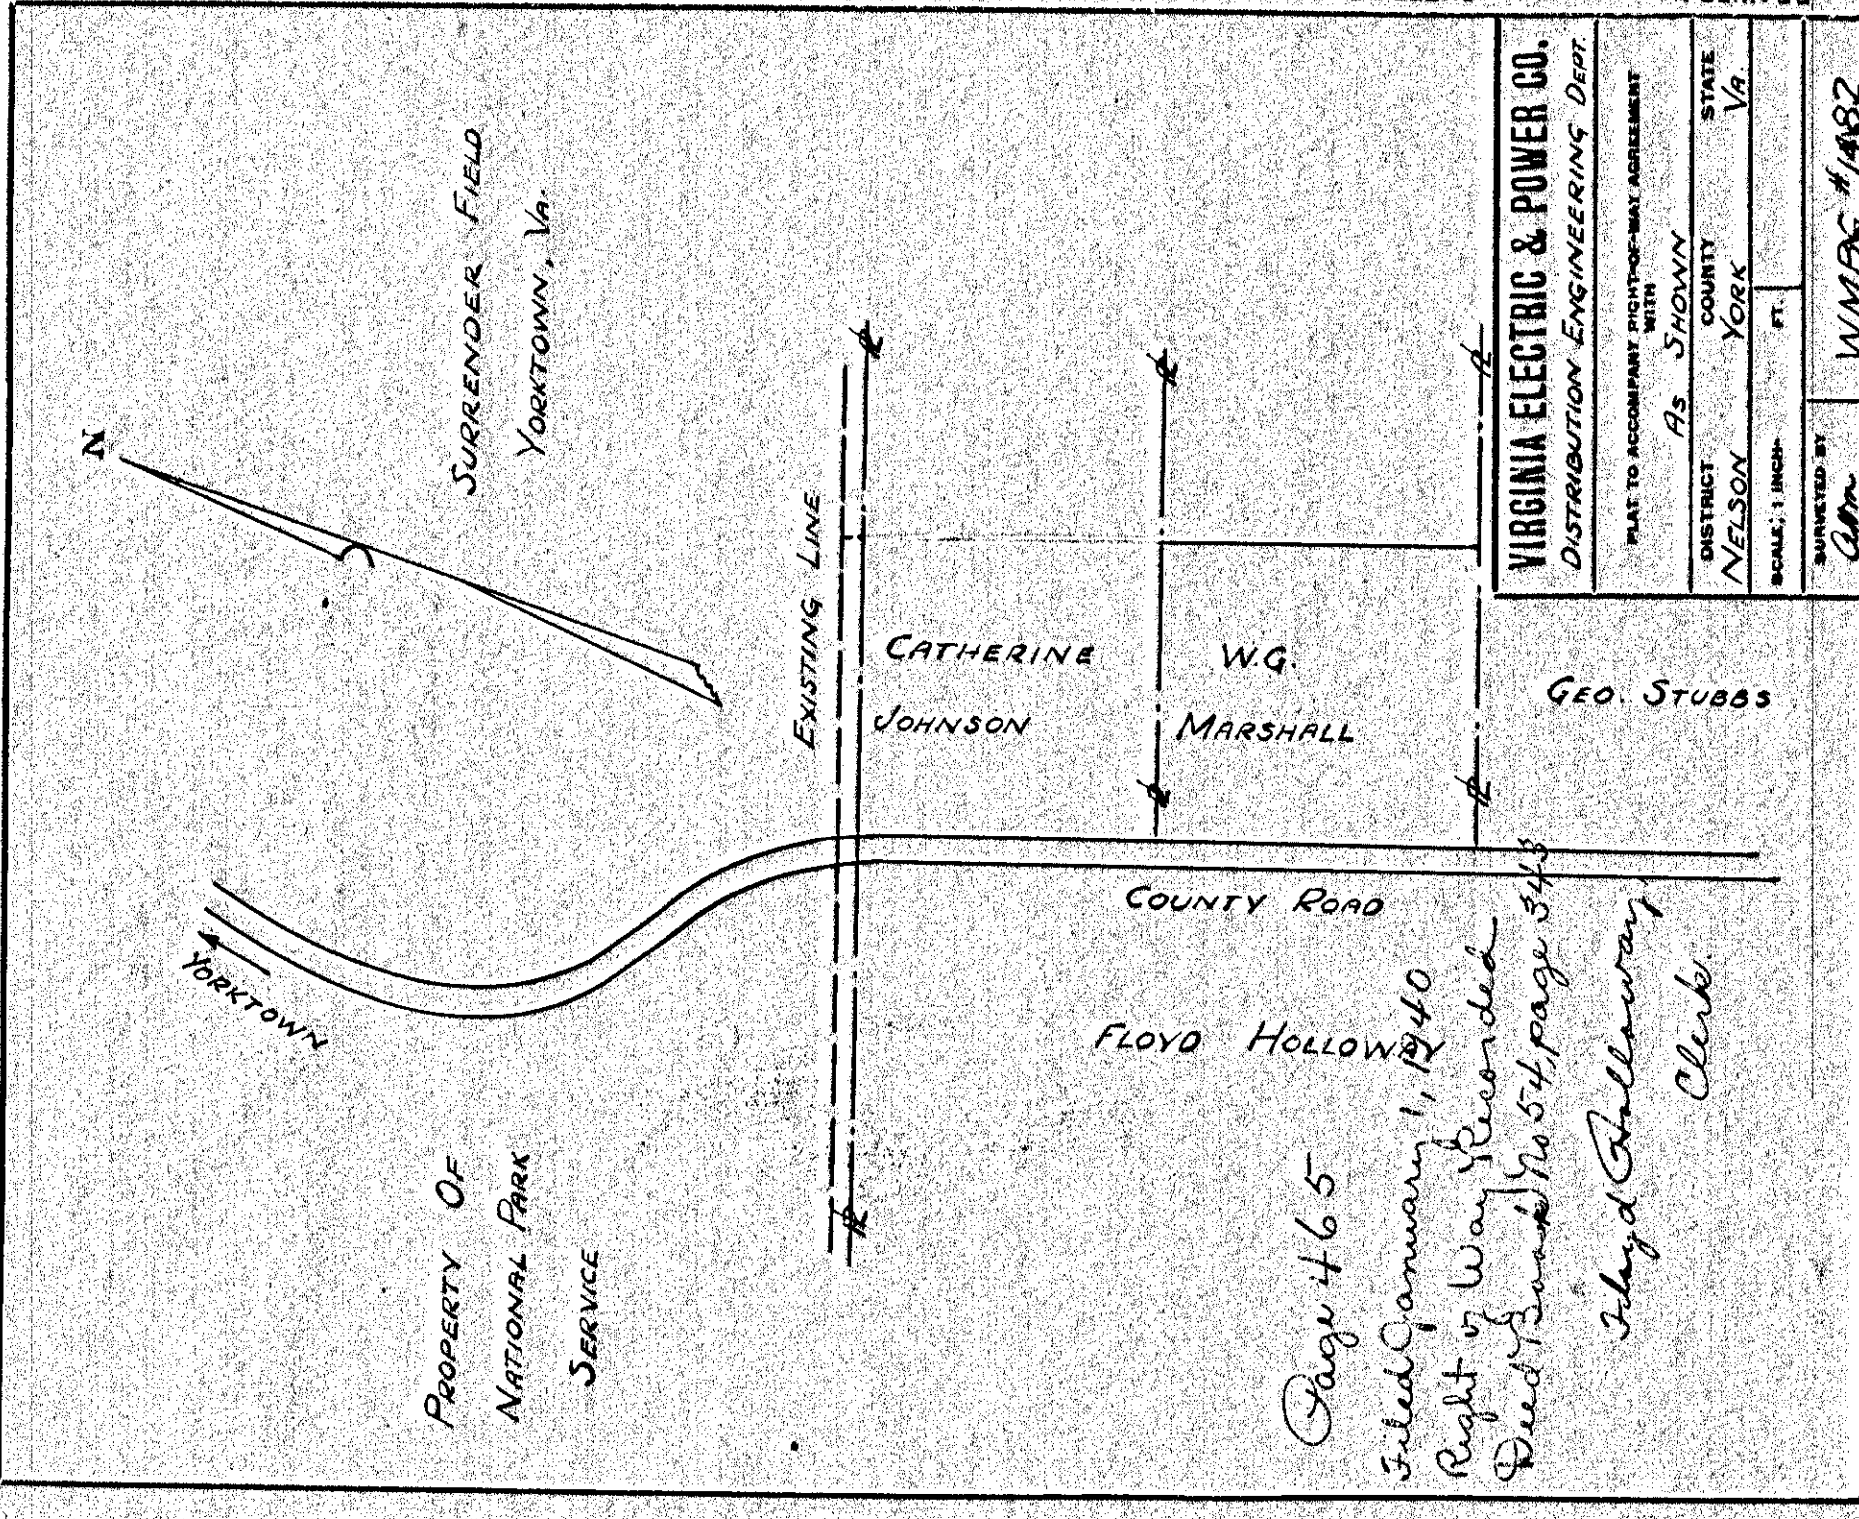 N
SURRENDER FIELD
YORKTOWN, VA.
YORKTOWN
PROPERTY OF
NATIONAL PARK
SERVICE
EXISTING LINE
CATHERINE
JOHNSON
W.G.
MARSHALL
GEO. STUBBS
COUNTY ROAD
FLOYD HOLLOWAY
Page 465
Filed January 1, 1940
Right of Way Recorded
Deed Book No 54, page 343
Floyd Holloway,
Clerk.
VIRGINIA ELECTRIC & POWER CO.
DISTRIBUTION ENGINEERING DEPT.
PLAT TO ACCOMPANY RIGHT-OF-WAY AGREEMENT
WITH
AS SHOWN
DISTRICT COUNTY STATE
NELSON YORK VA.
SCALE, 1 INCH- FT.
SURVEYED BY